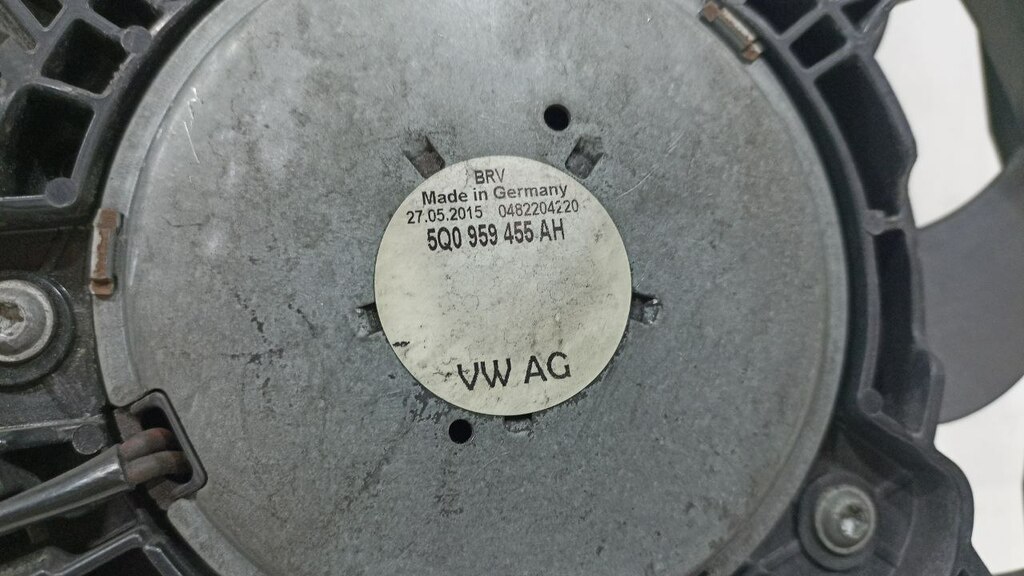 BRV
Made in Germany
27.05.2015 0482204220
5Q0 959 455 AH
VW AG